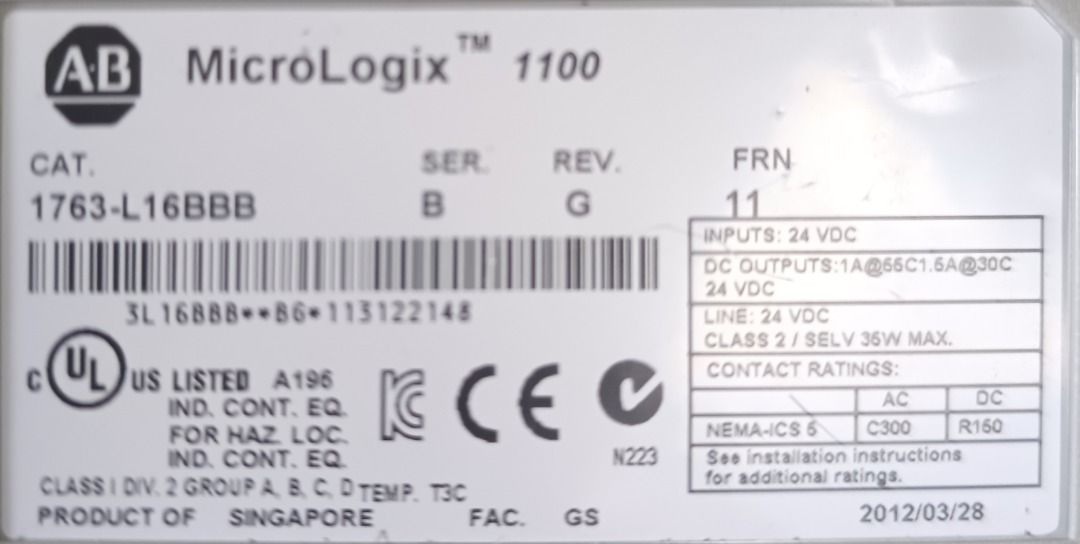 AB MicroLogix™ 1100
CAT. SER. REV. FRN
1763-L16BBB B G 11
3L16BBB**BG*113122148
INPUTS: 24 VDC
DC OUTPUTS:1A@55C1.5A@30C
24 VDC
LINE: 24 VDC
CLASS 2 / SELV 36W MAX.
CONTACT RATINGS:
AC DC
NEMA-ICS 5 C300 R150
See installation instructions
for additional ratings.
C UL US LISTED A196
IND. CONT. EQ.
FOR HAZ. LOC.
IND. CONT. EQ.
KC CE N223
CLASS I DIV. 2 GROUP A, B, C, D TEMP. T3C
PRODUCT OF SINGAPORE FAC. GS
2012/03/28